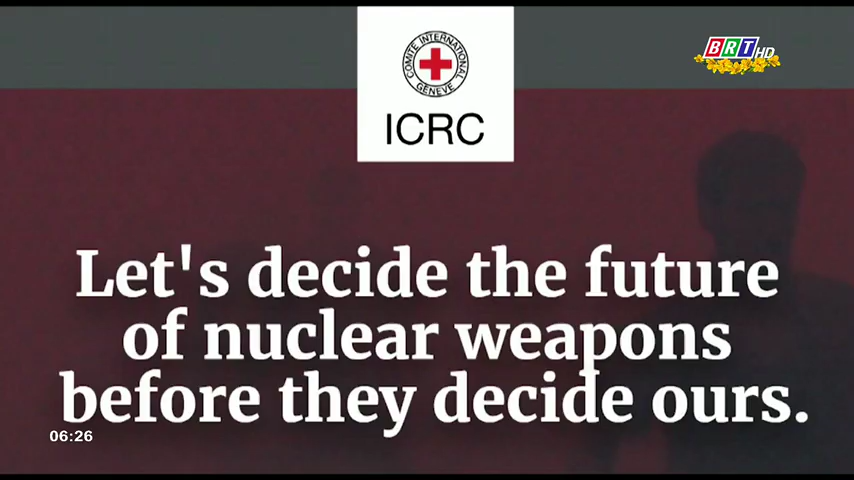 COMITE INTERNATIONAL
GENEVE
ICRC
BRT HD
Let's decide the future
of nuclear weapons
before they decide ours.
06:26